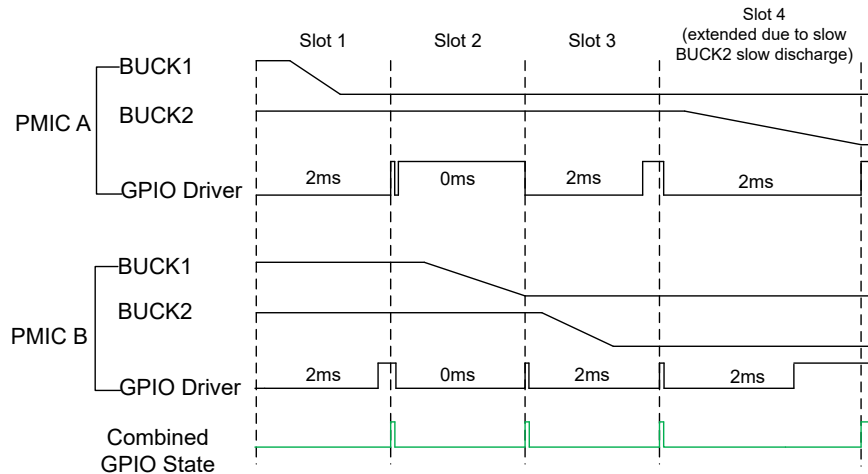 Slot 1
Slot 2
Slot 3
Slot 4
(extended due to slow
BUCK2 slow discharge)
PMIC A
BUCK1
BUCK2
GPIO Driver
2ms
0ms
2ms
2ms
PMIC B
BUCK1
BUCK2
GPIO Driver
2ms
0ms
2ms
2ms
Combined
GPIO State